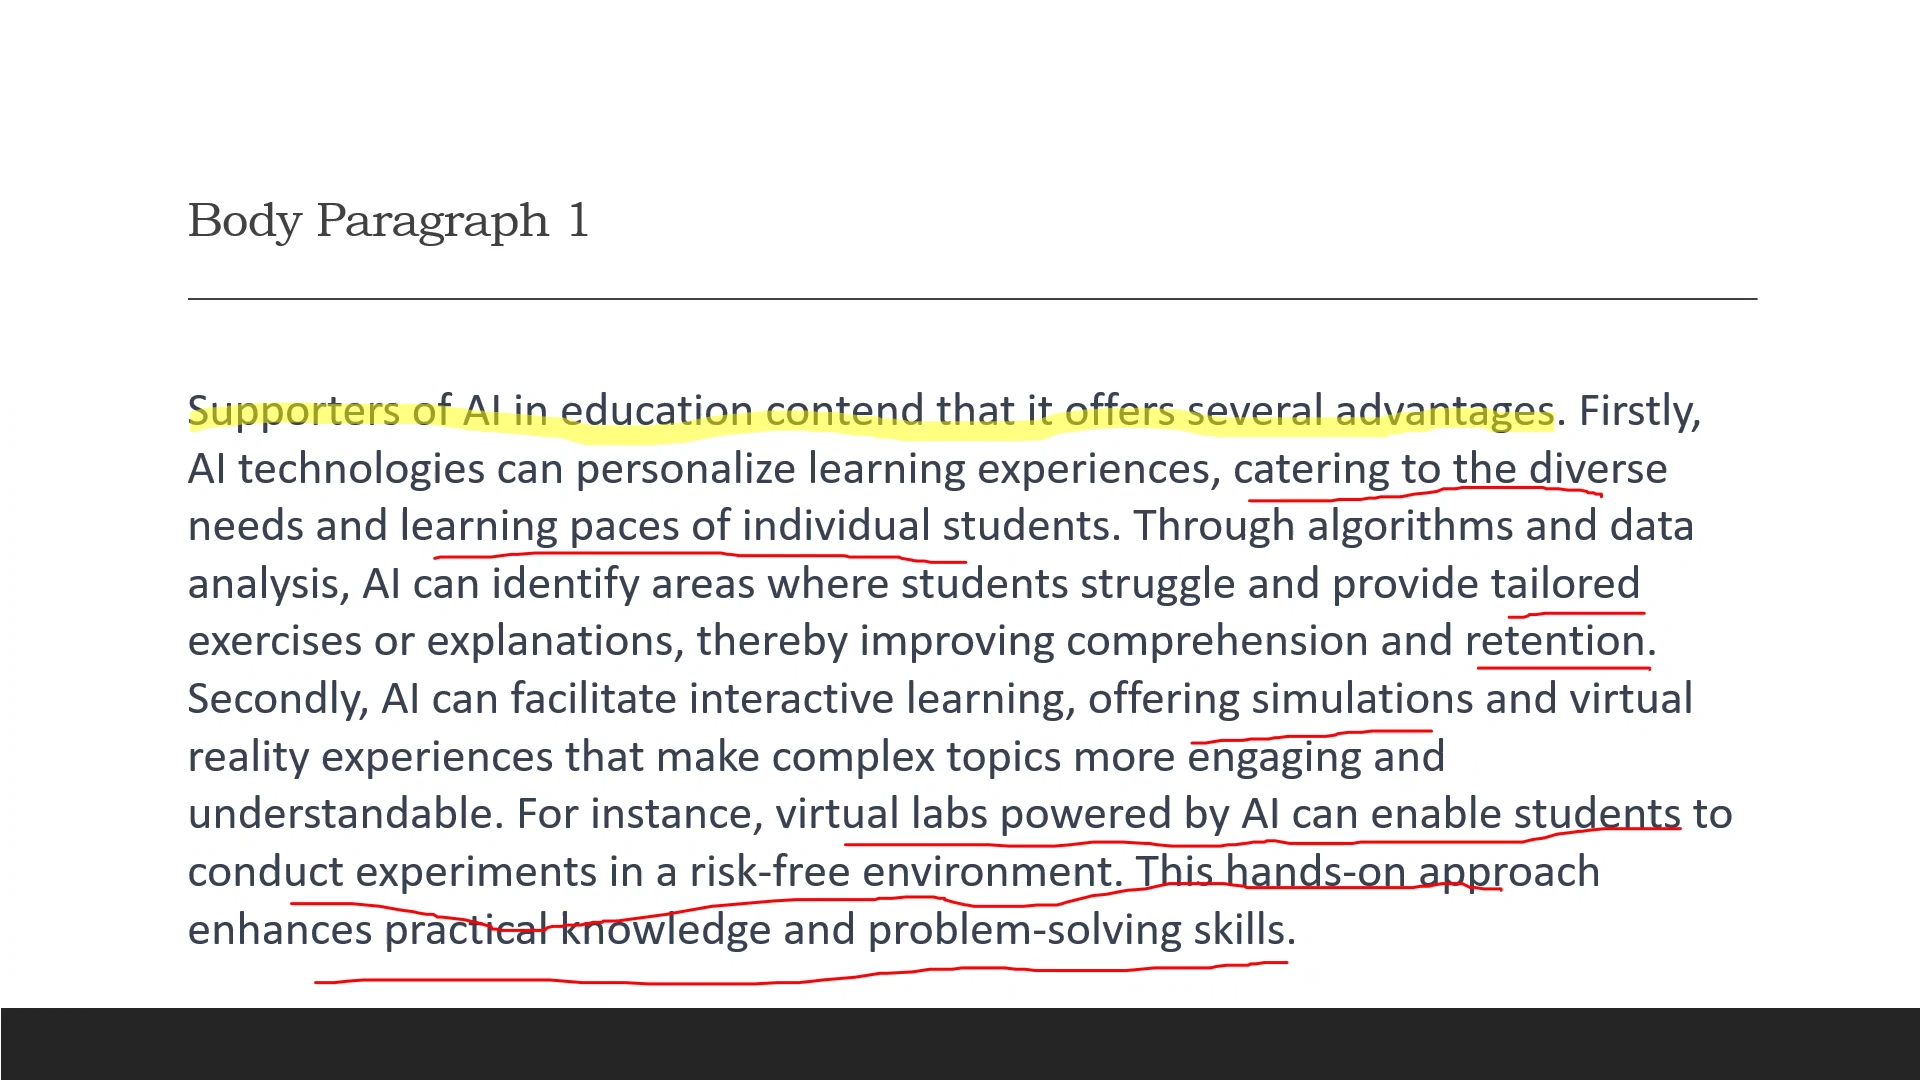 Body Paragraph 1
Supporters of AI in education contend that it offers several advantages. Firstly,
AI technologies can personalize learning experiences, catering to the diverse
needs and learning paces of individual students. Through algorithms and data
analysis, AI can identify areas where students struggle and provide tailored
exercises or explanations, thereby improving comprehension and retention.
Secondly, AI can facilitate interactive learning, offering simulations and virtual
reality experiences that make complex topics more engaging and
understandable. For instance, virtual labs powered by AI can enable students to
conduct experiments in a risk-free environment. This hands-on approach
enhances practical knowledge and problem-solving skills.